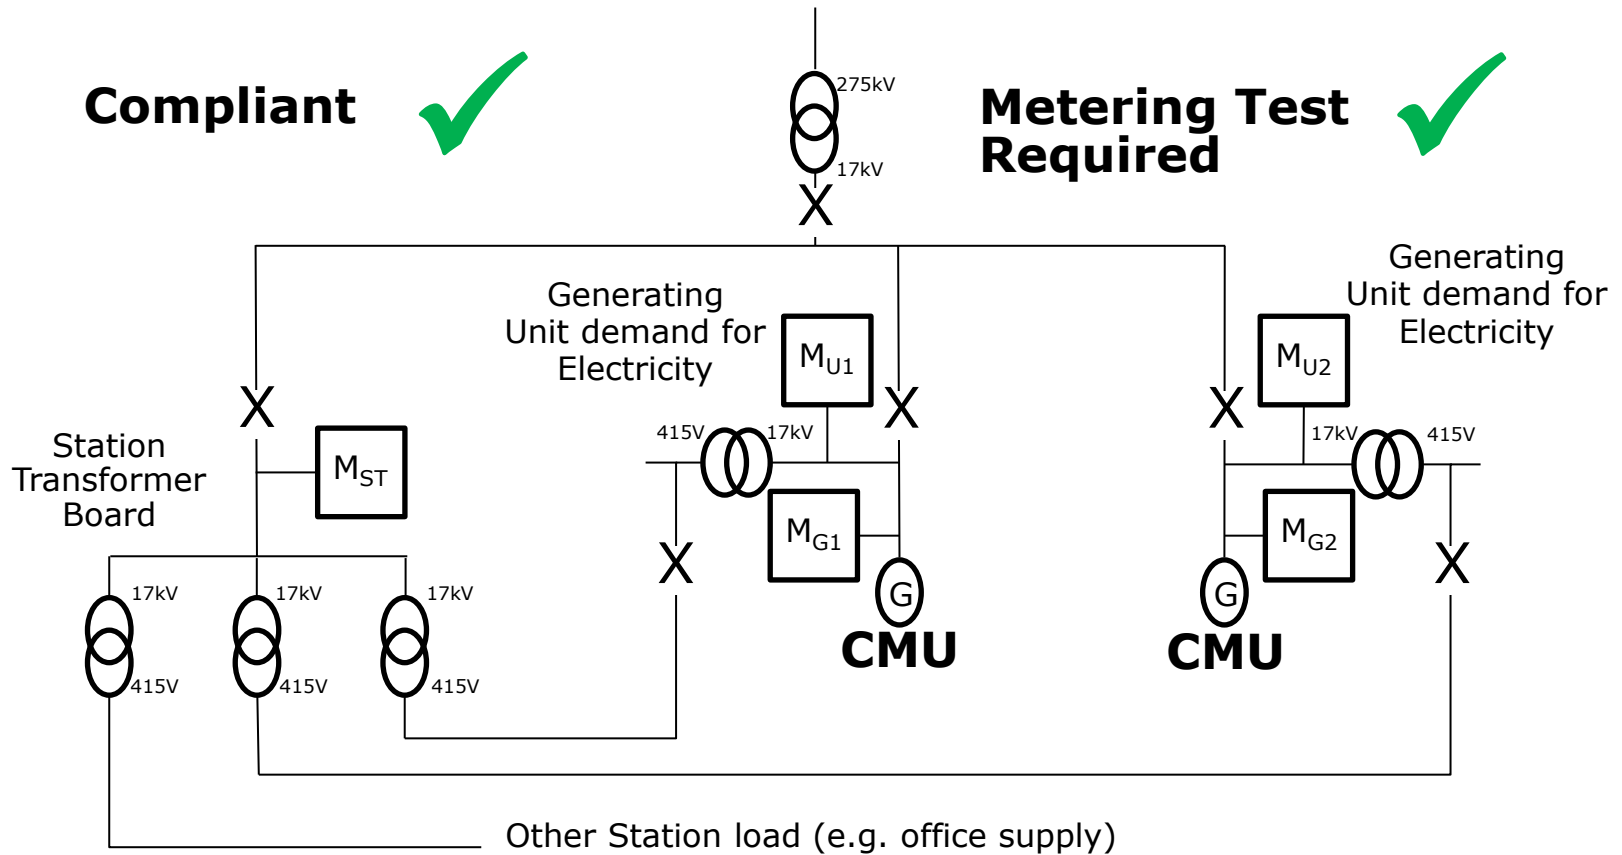 Compliant
275kV
17kV
Metering Test
Required
X
Generating
Unit demand for
Electricity
Generating
Unit demand for
Electricity
MU1
MU2
X
X
X
415V
17kV
17kV
415V
Station
Transformer
Board
MST
MG1
MG2
X
X
17kV
17kV
17kV
G
G
CMU
CMU
415V
415V
415V
Other Station load (e.g. office supply)